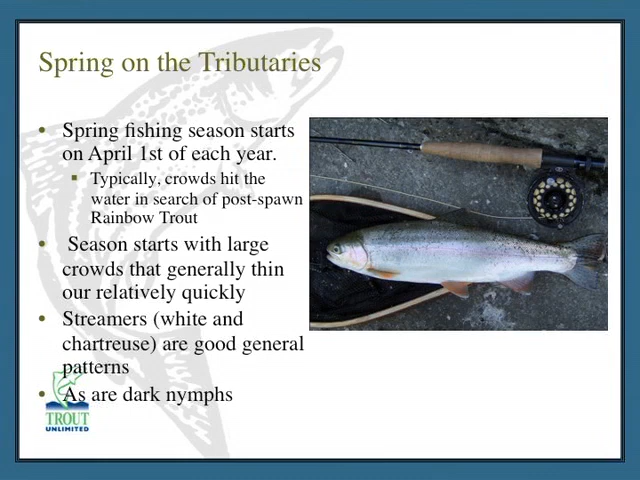 Spring on the Tributaries
• Spring fishing season starts
on April 1st of each year.
▪ Typically, crowds hit the
water in search of post-spawn
Rainbow Trout
• Season starts with large
crowds that generally thin
our relatively quickly
• Streamers (white and
chartreuse) are good general
patterns
• As are dark nymphs
TROUT
UNLIMITED